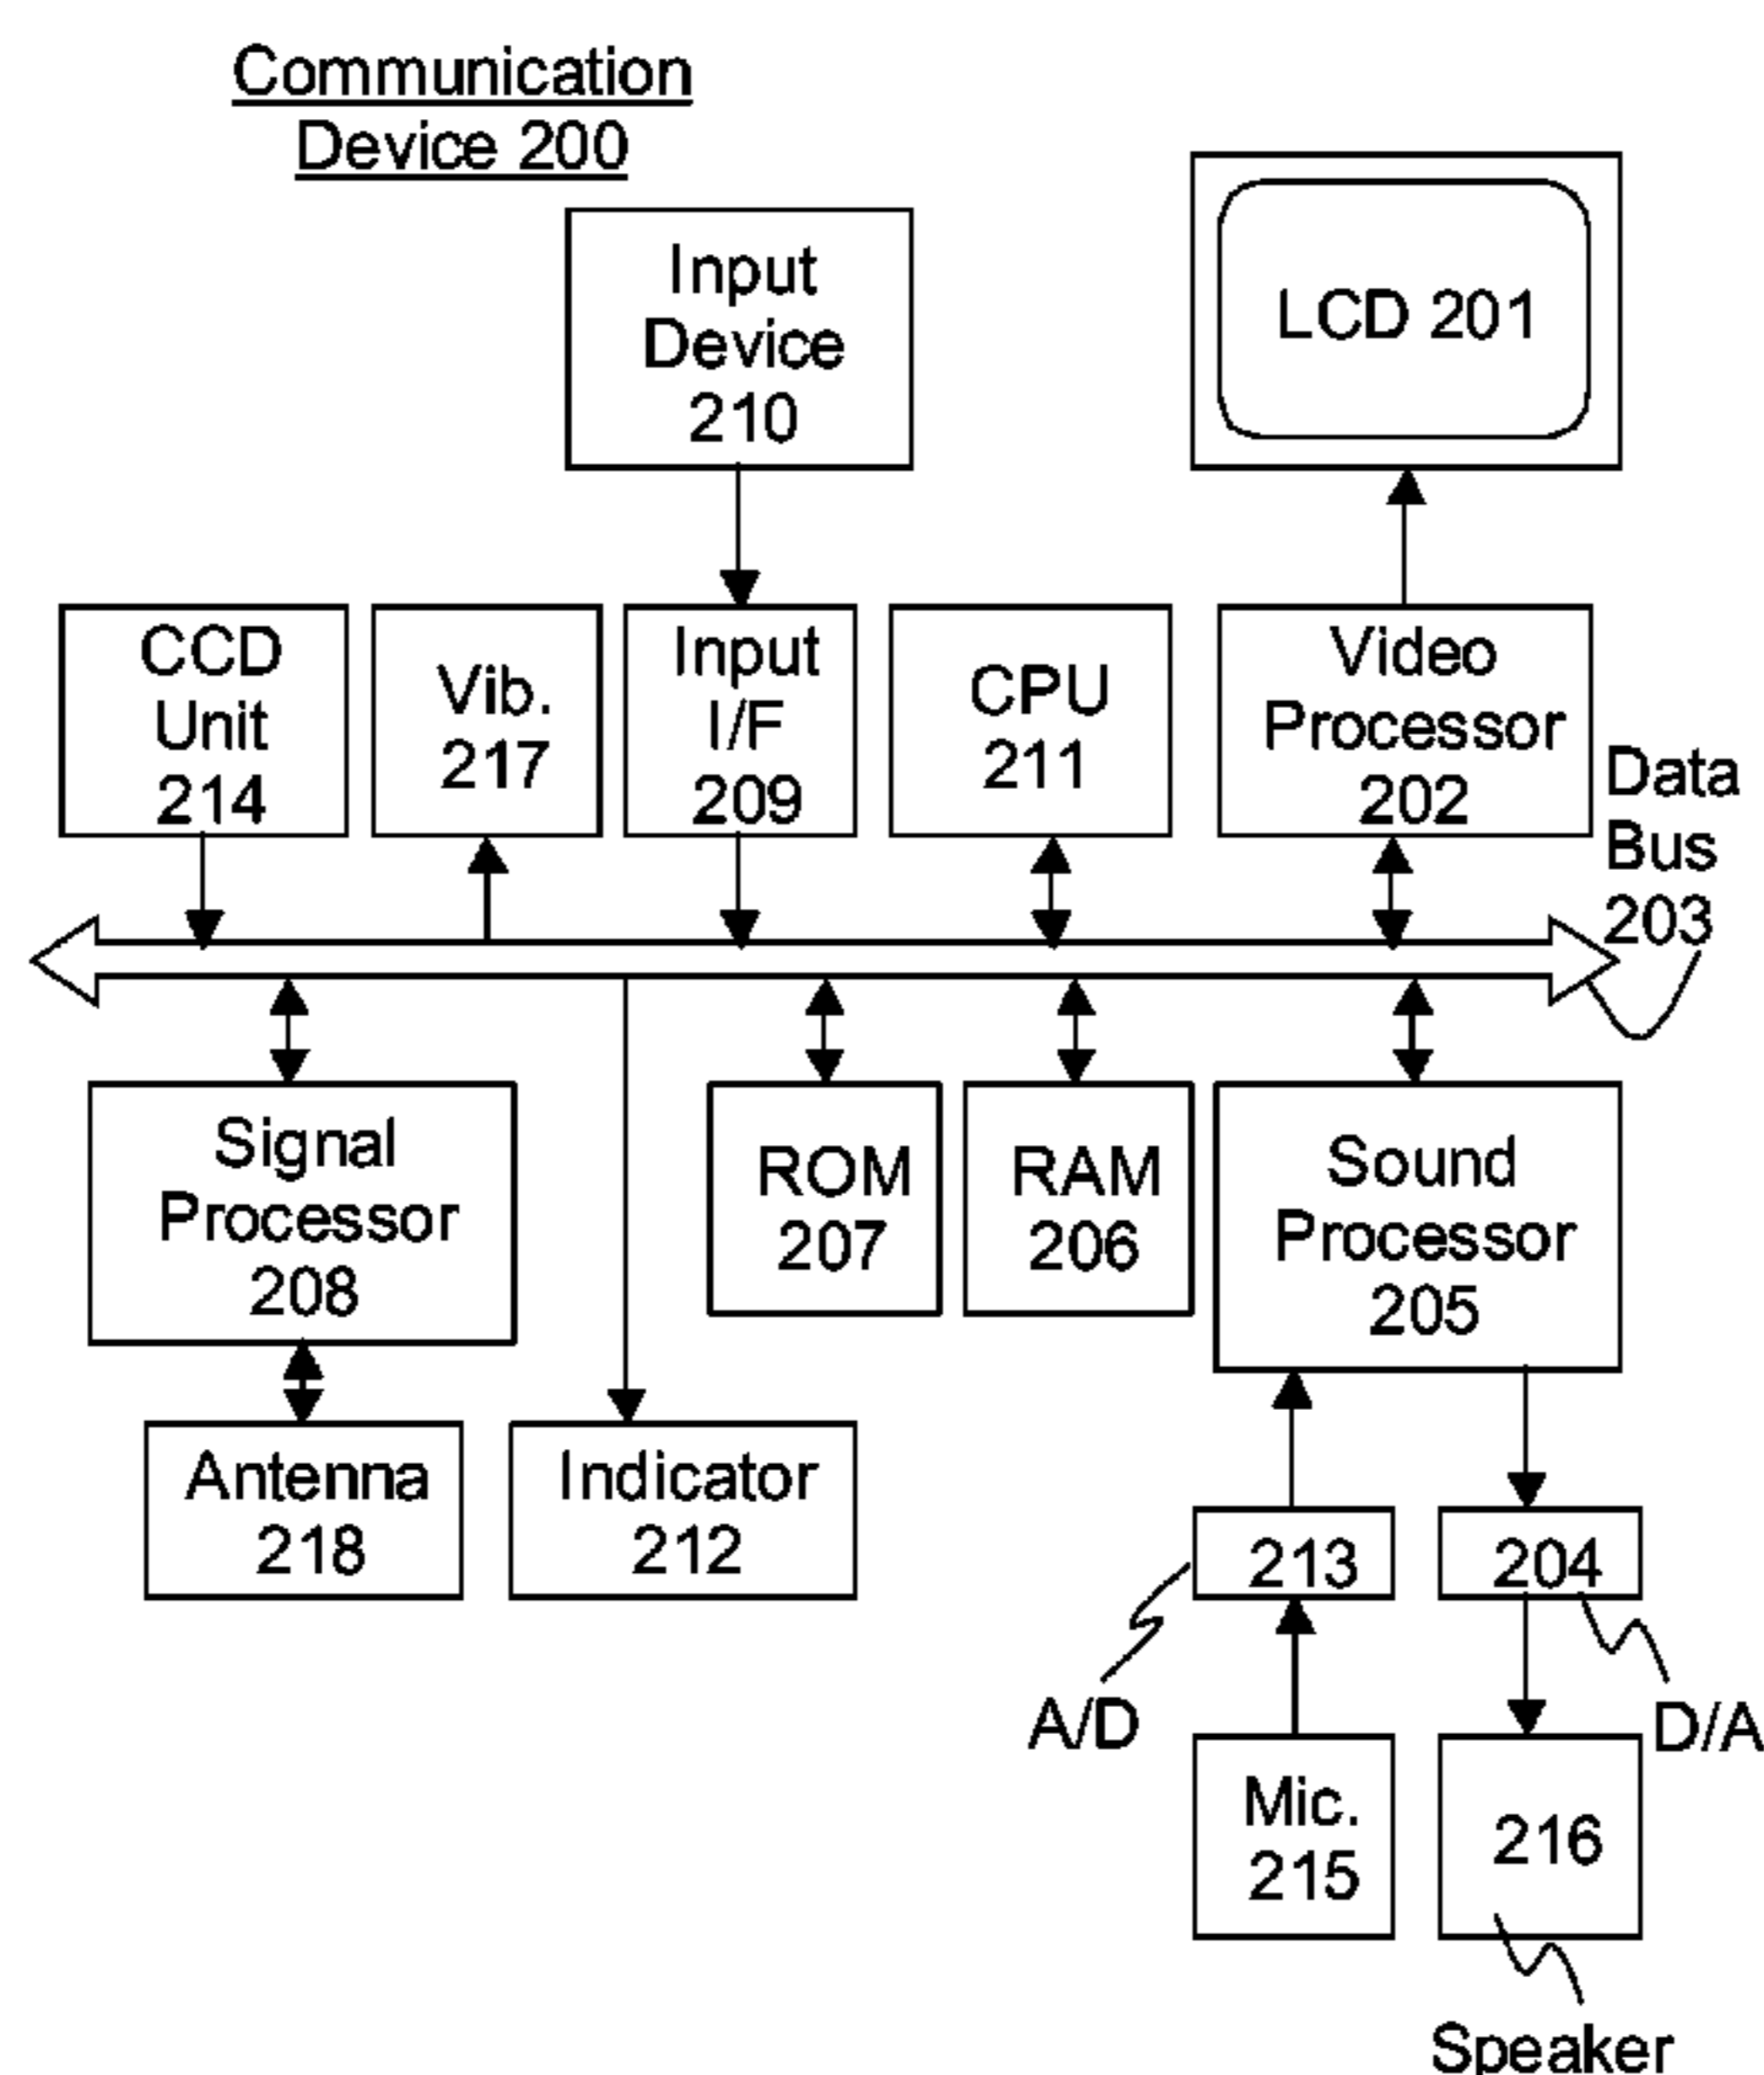 Communication
Device 200
Input
Device
210
LCD 201
CCD
Unit
214
Vib.
217
Input
I/F
209
CPU
211
Video
Processor
202
Data
Bus
203
Signal
Processor
208
ROM
207
RAM
206
Sound
Processor
205
Antenna
218
Indicator
212
213
204
A/D
D/A
Mic.
215
216
Speaker